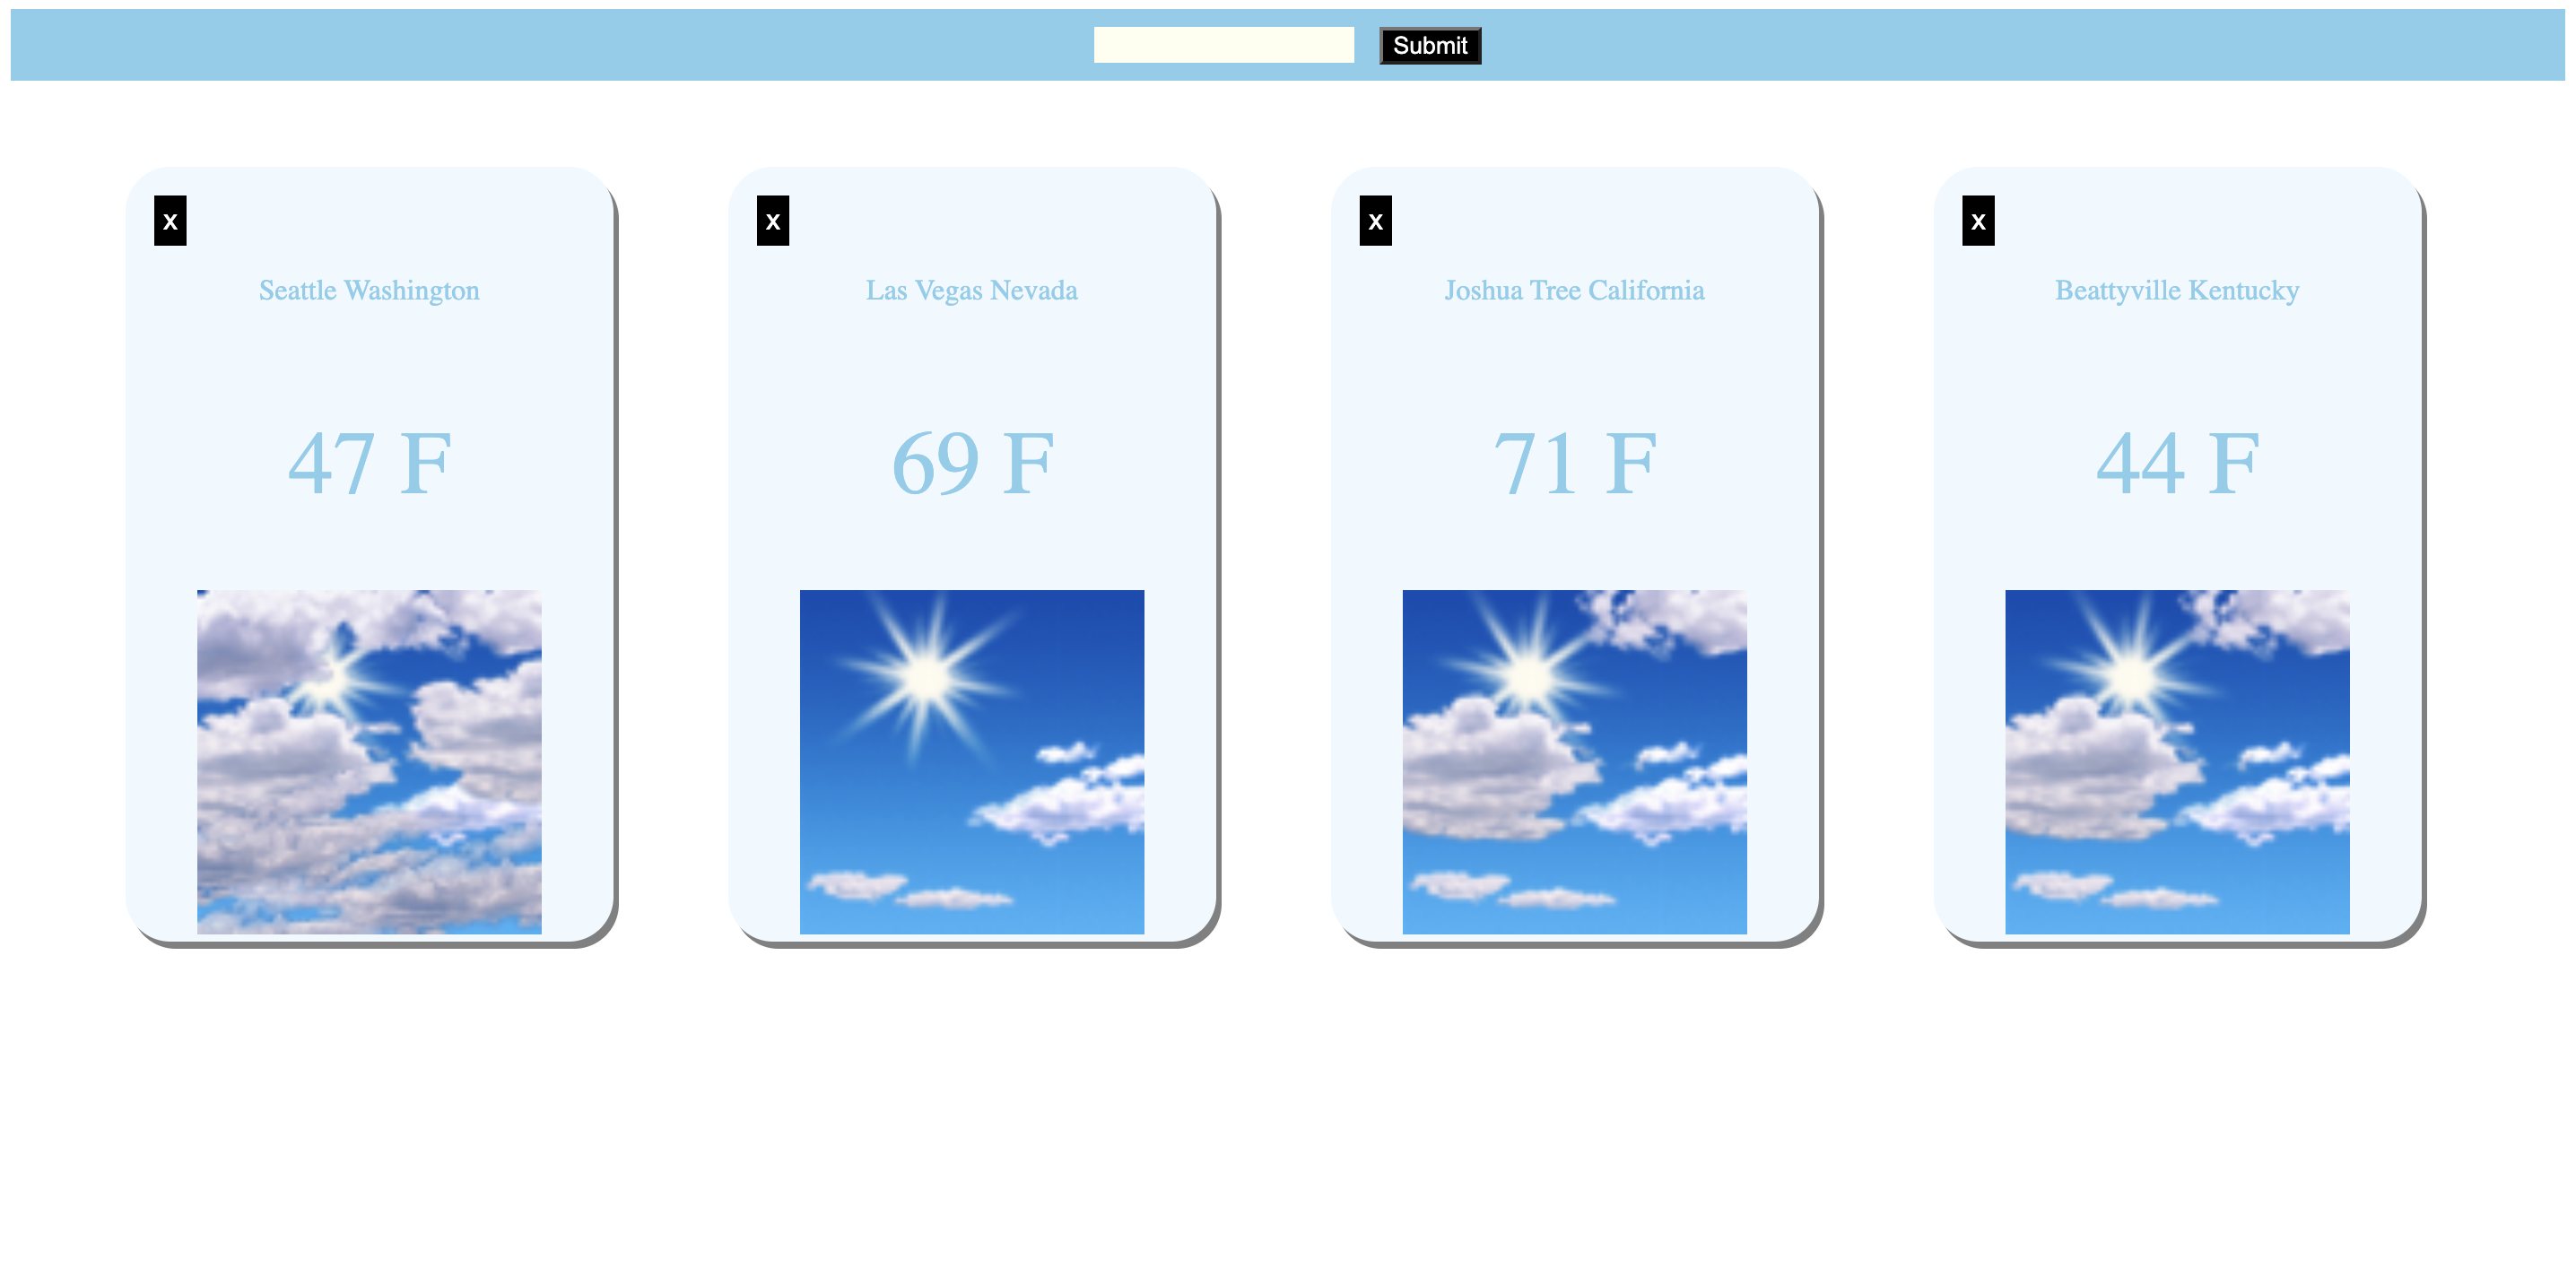 Submit
x
x
x
x
Seattle Washington
Las Vegas Nevada
Joshua Tree California
Beattyville Kentucky
47 F
69 F
71 F
44 F